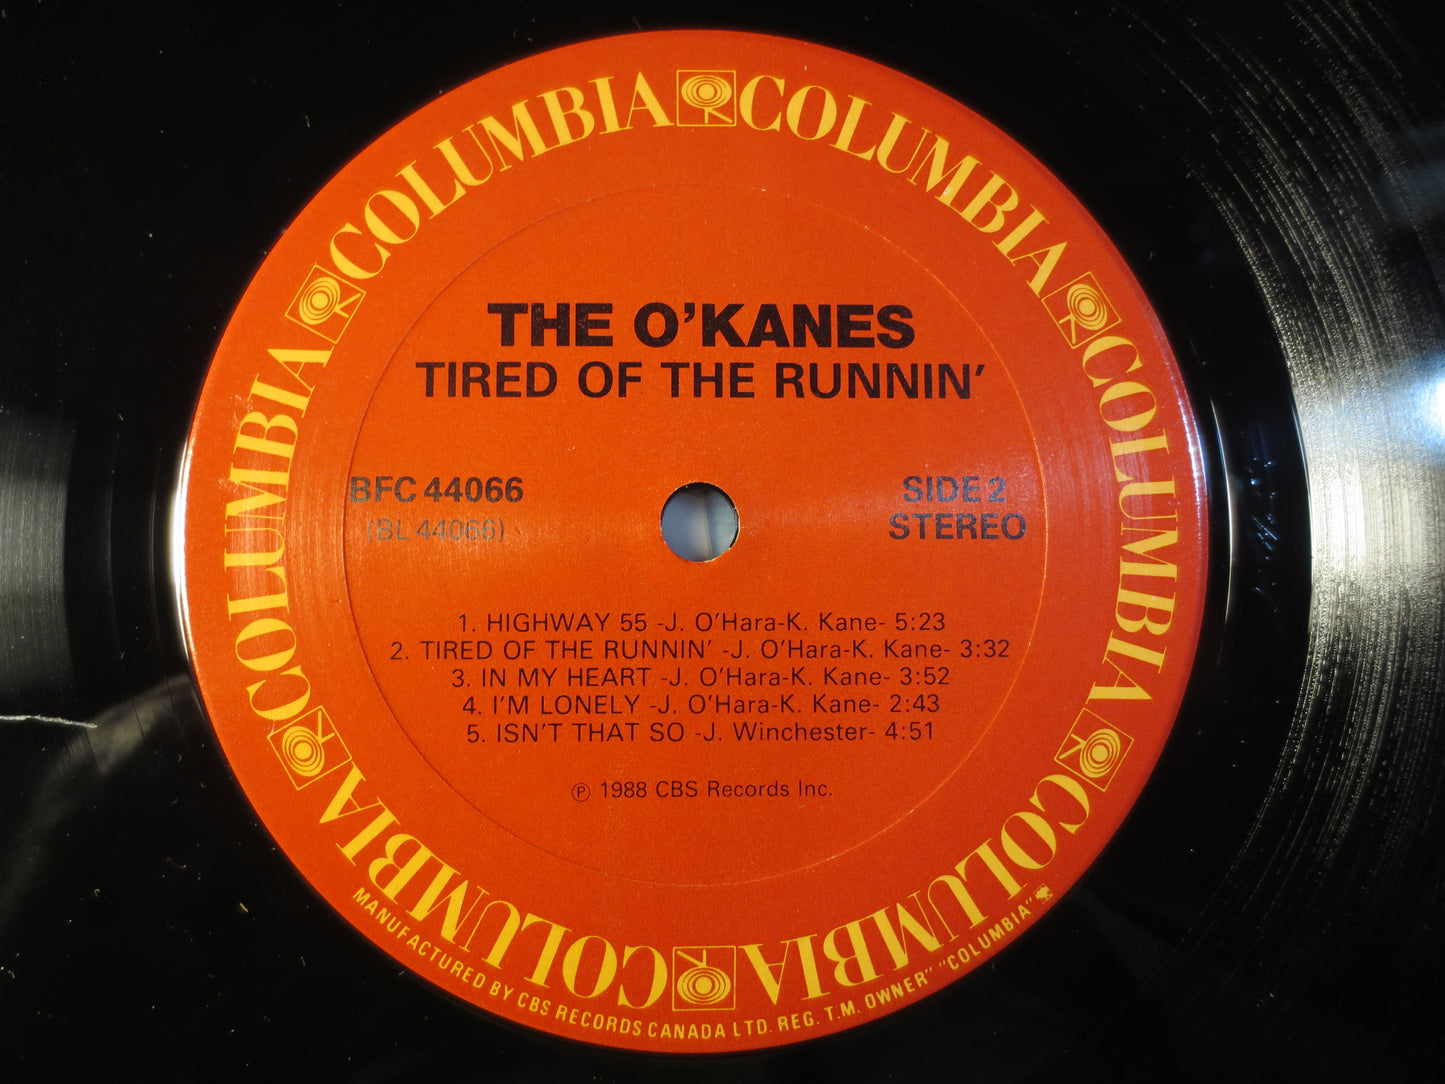 COLUMBIA COLUMBIA COLUMBIA COLUMBIA COLUMBIA COLUMBIA
THE O'KANES
TIRED OF THE RUNNIN'
BFC 44066
(BL 44066)
SIDE 2
STEREO
1. HIGHWAY 55 -J. O'Hara-K. Kane- 5:23
2. TIRED OF THE RUNNIN' -J. O'Hara-K. Kane- 3:32
3. IN MY HEART -J. O'Hara-K. Kane- 3:52
4. I'M LONELY -J. O'Hara-K. Kane- 2:43
5. ISN'T THAT SO -J. Winchester- 4:51
℗ 1988 CBS Records Inc.
MANUFACTURED BY CBS RECORDS CANADA LTD. REG. T.M. OWNER" "COLUMBIA"